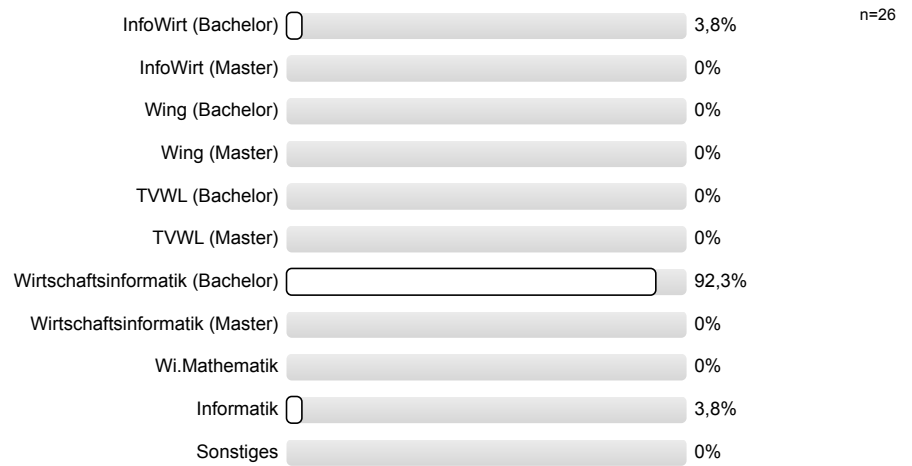 InfoWirt (Bachelor) 3,8% n=26
InfoWirt (Master) 0%
Wing (Bachelor) 0%
Wing (Master) 0%
TVWL (Bachelor) 0%
TVWL (Master) 0%
Wirtschaftsinformatik (Bachelor) 92,3%
Wirtschaftsinformatik (Master) 0%
Wi.Mathematik 0%
Informatik 3,8%
Sonstiges 0%